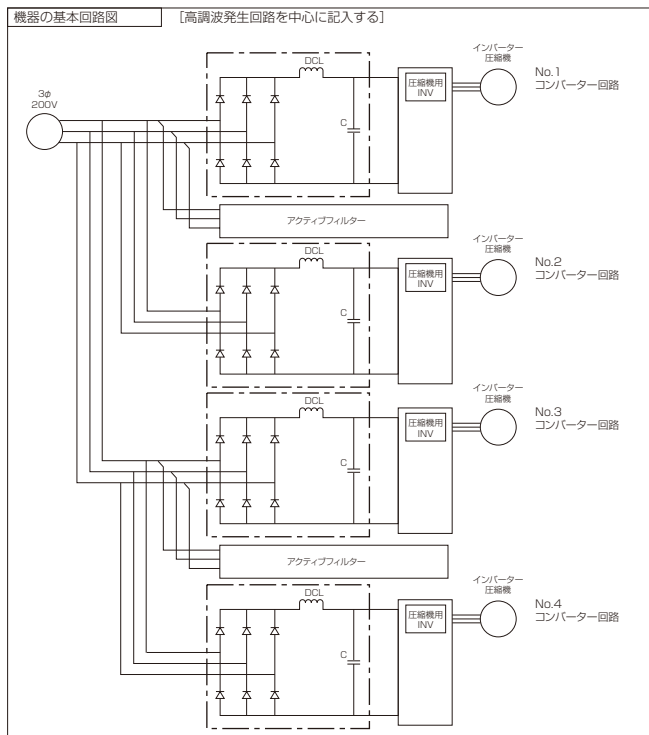 機器の基本回路図
[高調波発生回路を中心に記入する]
3φ
200V
DCL
C
圧縮機用
INV
インバーター
圧縮機
No.1
コンバーター回路
アクティブフィルター
DCL
C
圧縮機用
INV
インバーター
圧縮機
No.2
コンバーター回路
DCL
C
圧縮機用
INV
インバーター
圧縮機
No.3
コンバーター回路
アクティブフィルター
DCL
C
圧縮機用
INV
インバーター
圧縮機
No.4
コンバーター回路